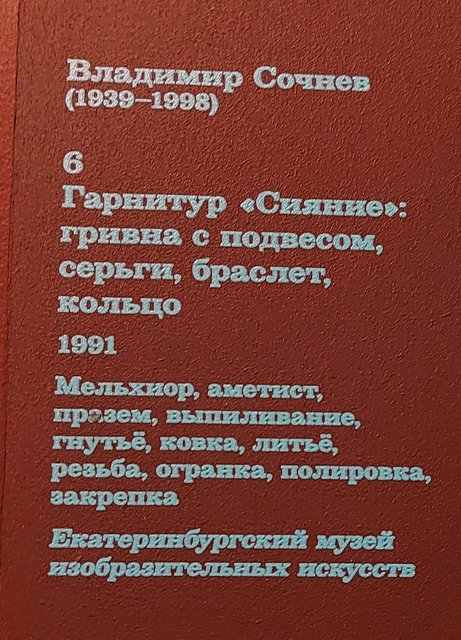 Владимир Сочнев
(1939–1998)
6
Гарнитур «Сияние»:
гривна с подвесом,
серьги, браслет,
кольцо
1991
Мельхиор, аметист,
празем, выпиливание,
гнутьё, ковка, литьё,
резьба, огранка, полировка,
закрепка
Екатеринбургский музей
изобразительных искусств